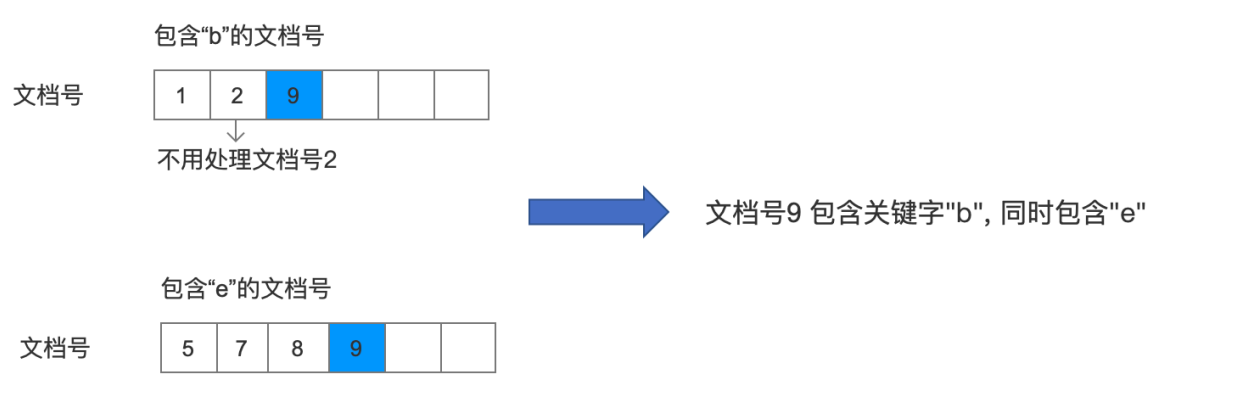 包含“b”的文档号
文档号 1 2 9
不用处理文档号2
文档号9 包含关键字"b", 同时包含"e"
包含“e”的文档号
文档号 5 7 8 9